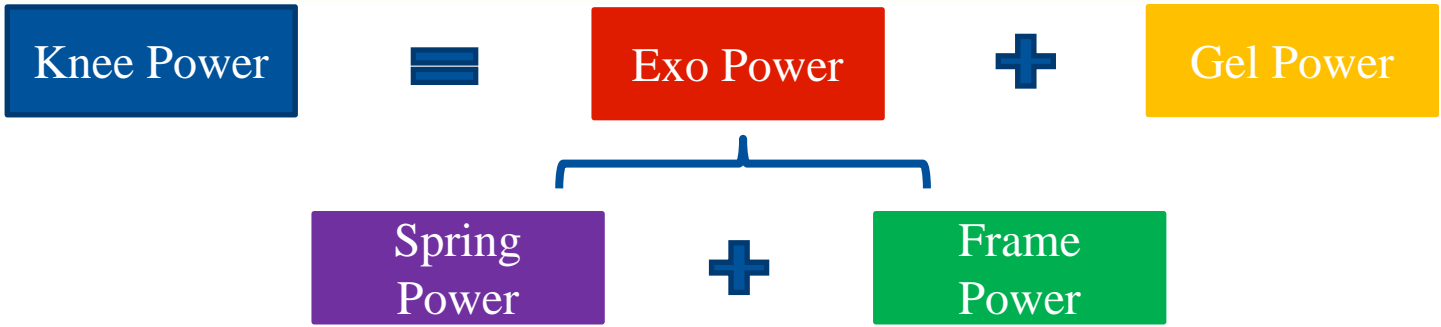 Knee Power
Exo Power
Gel Power
Spring
Power
Frame
Power